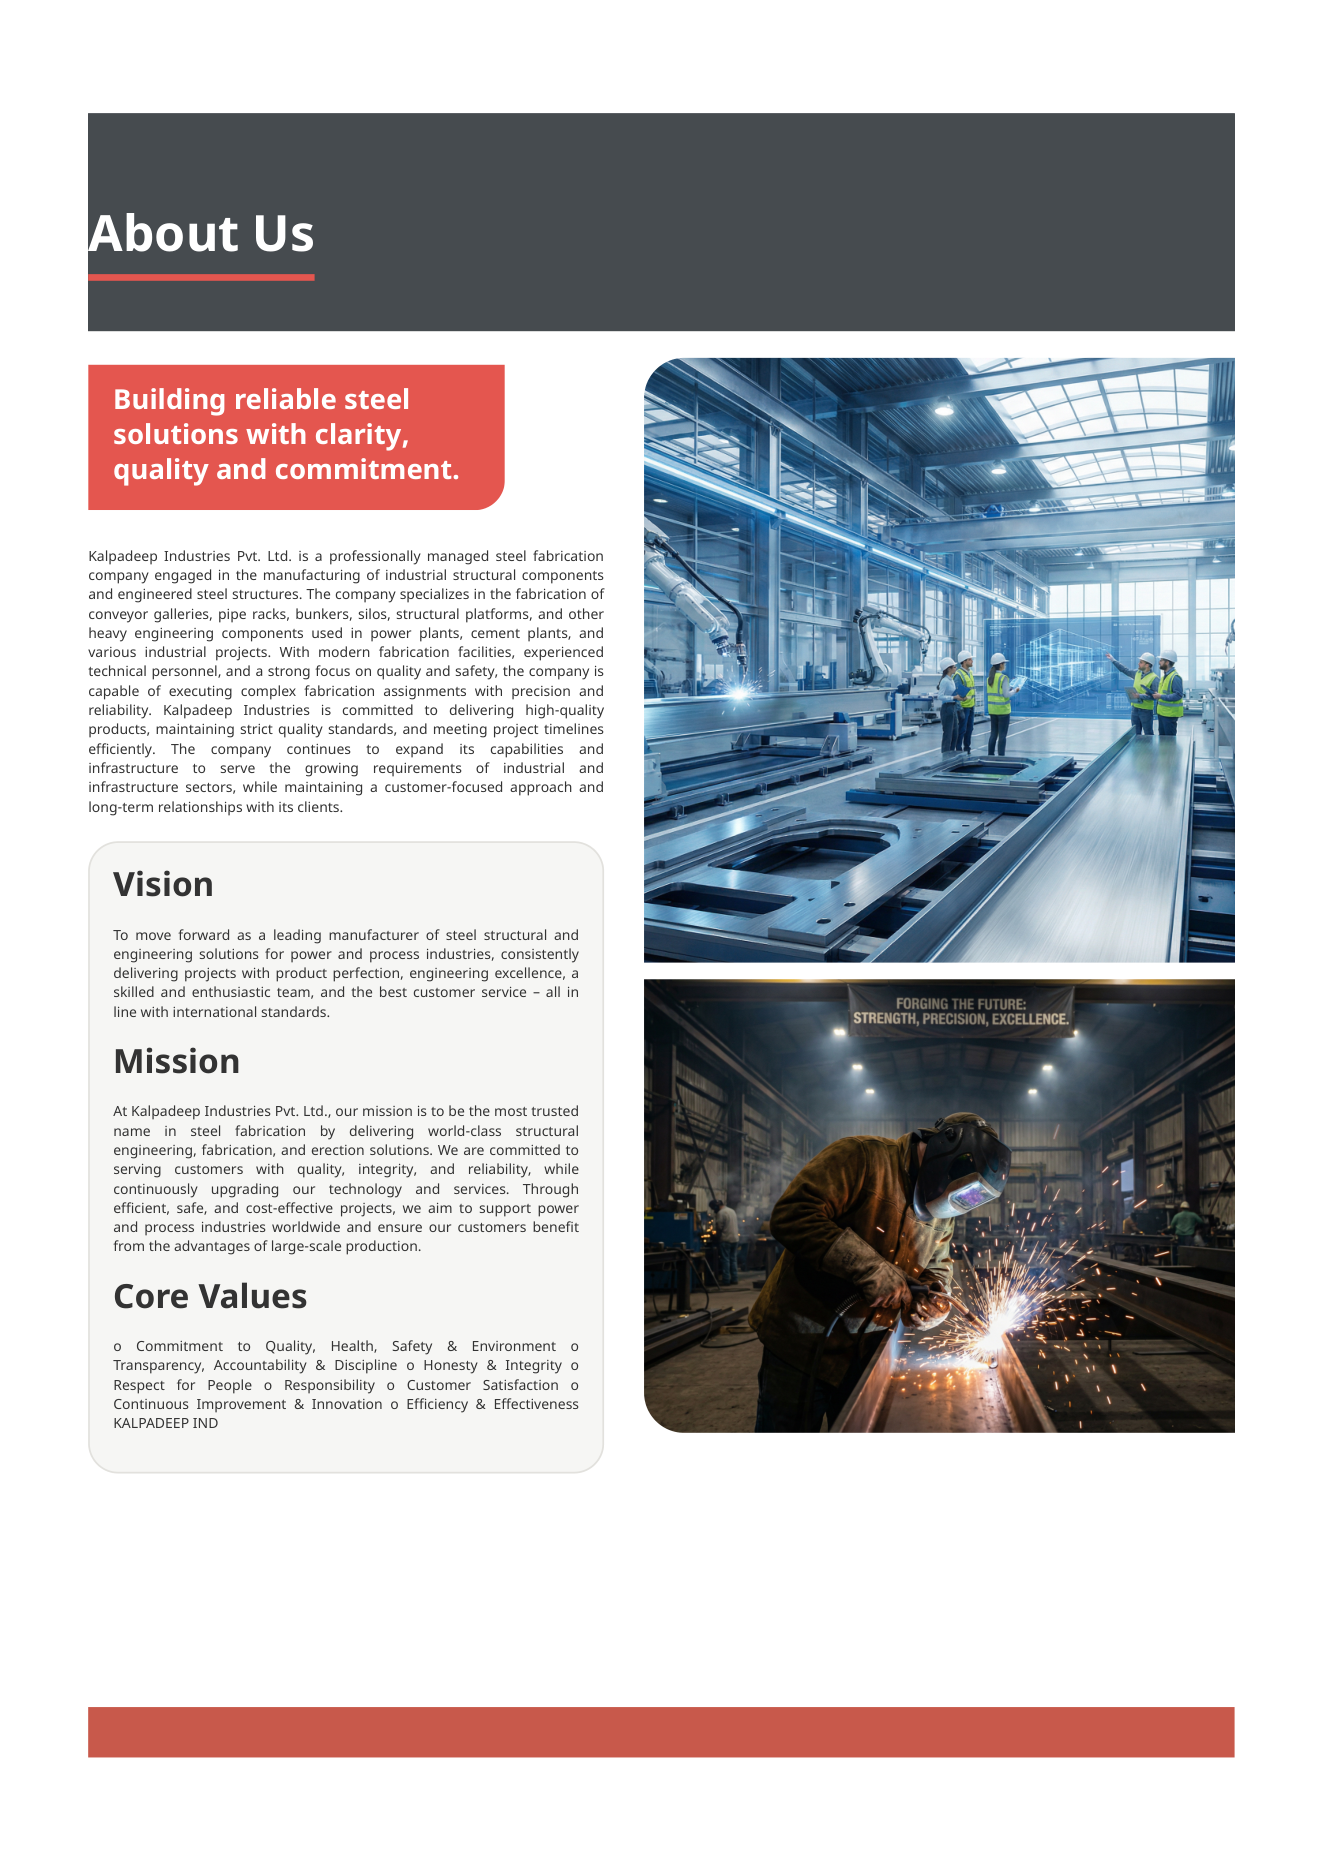 About Us
Building reliable steel
solutions with clarity,
quality and commitment.
Kalpadeep Industries Pvt. Ltd. is a professionally managed steel fabrication
company engaged in the manufacturing of industrial structural components
and engineered steel structures. The company specializes in the fabrication of
conveyor galleries, pipe racks, bunkers, silos, structural platforms, and other
heavy engineering components used in power plants, cement plants, and
various industrial projects. With modern fabrication facilities, experienced
technical personnel, and a strong focus on quality and safety, the company is
capable of executing complex fabrication assignments with precision and
reliability. Kalpadeep Industries is committed to delivering high-quality
products, maintaining strict quality standards, and meeting project timelines
efficiently. The company continues to expand its capabilities and
infrastructure to serve the growing requirements of industrial and
infrastructure sectors, while maintaining a customer-focused approach and
long-term relationships with its clients.
Vision
To move forward as a leading manufacturer of steel structural and
engineering solutions for power and process industries, consistently
delivering projects with product perfection, engineering excellence, a
skilled and enthusiastic team, and the best customer service – all in
line with international standards.
Mission
At Kalpadeep Industries Pvt. Ltd., our mission is to be the most trusted
name in steel fabrication by delivering world-class structural
engineering, fabrication, and erection solutions. We are committed to
serving customers with quality, integrity, and reliability, while
continuously upgrading our technology and services. Through
efficient, safe, and cost-effective projects, we aim to support power
and process industries worldwide and ensure our customers benefit
from the advantages of large-scale production.
Core Values
o Commitment to Quality, Health, Safety & Environment o
Transparency, Accountability & Discipline o Honesty & Integrity o
Respect for People o Responsibility o Customer Satisfaction o
Continuous Improvement & Innovation o Efficiency & Effectiveness
KALPADEEP IND
FORGING THE FUTURE:
STRENGTH, PRECISION, EXCELLENCE.